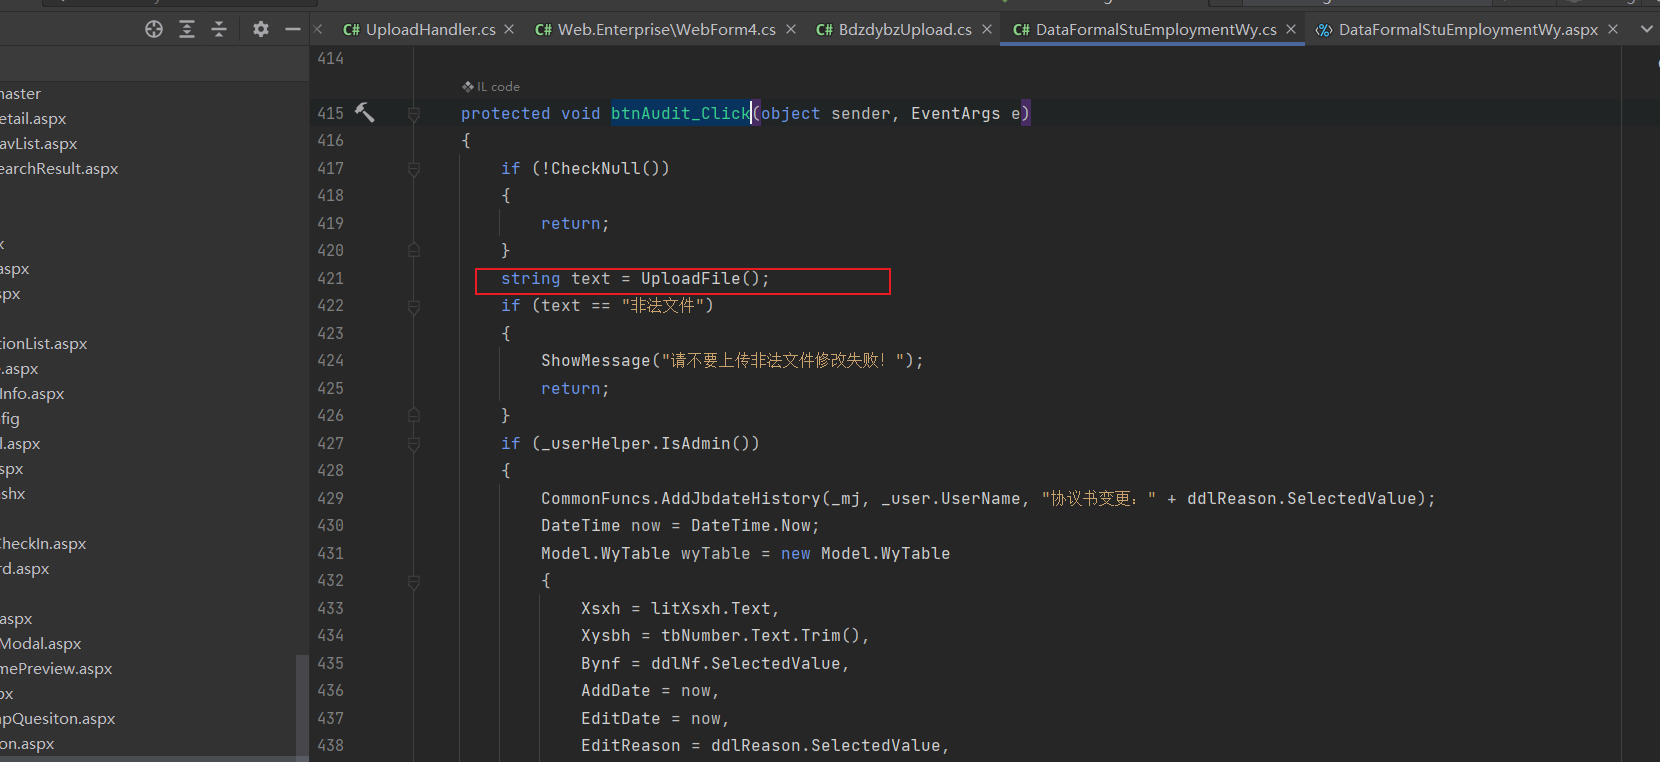 UploadHandler.cs
Web.Enterprise\WebForm4.cs
BdzdybzUpload.cs
DataFormalStuEmploymentWy.cs
DataFormalStuEmploymentWy.aspx
naster
etail.aspx
avList.aspx
earchResult.aspx
x
aspx
spx
tionList.aspx
e.aspx
Info.aspx
fig
l.aspx
spx
shx
CheckIn.aspx
rd.aspx
aspx
Modal.aspx
mePreview.aspx
px
pQuesiton.aspx
on.aspx
414
IL code
415 protected void btnAudit_Click(object sender, EventArgs e)
416 {
417 if (!CheckNull())
418 {
419 return;
420 }
421 string text = UploadFile();
422 if (text == "非法文件")
423 {
424 ShowMessage("请不要上传非法文件修改失败！");
425 return;
426 }
427 if (_userHelper.IsAdmin())
428 {
429 CommonFuncs.AddJbdateHistory(_mj, _user.UserName, "协议书变更：" + ddlReason.SelectedValue);
430 DateTime now = DateTime.Now;
431 Model.WyTable wyTable = new Model.WyTable
432 {
433 Xsxh = litXsxh.Text,
434 Xysbh = tbNumber.Text.Trim(),
435 Bynf = ddlNf.SelectedValue,
436 AddDate = now,
437 EditDate = now,
438 EditReason = ddlReason.SelectedValue,